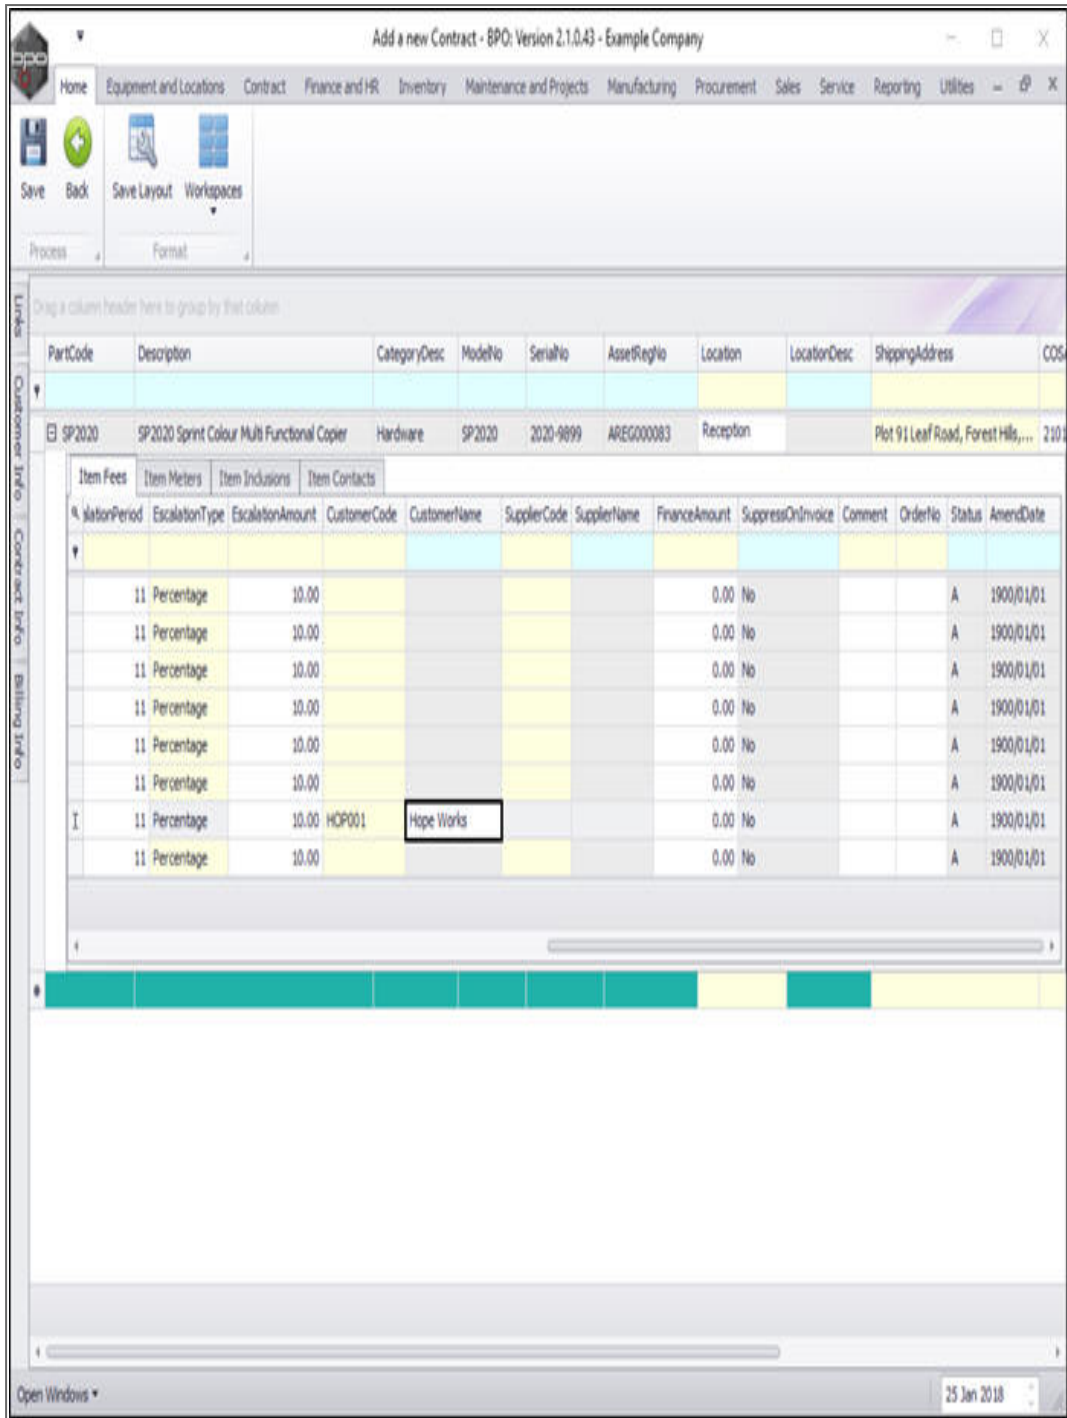 Add a new Contract - BPO: Version 2.1.0.43 - Example Company
bpo
Home Equipment and Locations Contract Finance and HR Inventory Maintenance and Projects Manufacturing Procurement Sales Service Reporting Utilities
Save Back Save Layout Workspaces
Process Format
Links
Customer Info
Contract Info
Billing Info
Drag a column header here to group by that column
PartCode Description CategoryDesc ModelNo SerialNo AssetRegNo Location LocationDesc ShippingAddress COSA
SP2020 SP2020 Sprint Colour Multi Functional Copier Hardware SP2020 2020-9899 AREG000083 Reception Plot 91 Leaf Road, Forest Hills,... 2101
Item Fees Item Meters Item Inclusions Item Contacts
alationPeriod EscalationType EscalationAmount CustomerCode CustomerName SupplierCode SupplierName FinanceAmount SuppressOnInvoice Comment OrderNo Status AmendDate
11 Percentage 10.00 0.00 No A 1900/01/01
11 Percentage 10.00 0.00 No A 1900/01/01
11 Percentage 10.00 0.00 No A 1900/01/01
11 Percentage 10.00 0.00 No A 1900/01/01
11 Percentage 10.00 0.00 No A 1900/01/01
11 Percentage 10.00 0.00 No A 1900/01/01
11 Percentage 10.00 HOP001 Hope Works 0.00 No A 1900/01/01
11 Percentage 10.00 0.00 No A 1900/01/01
Open Windows 25 Jan 2018